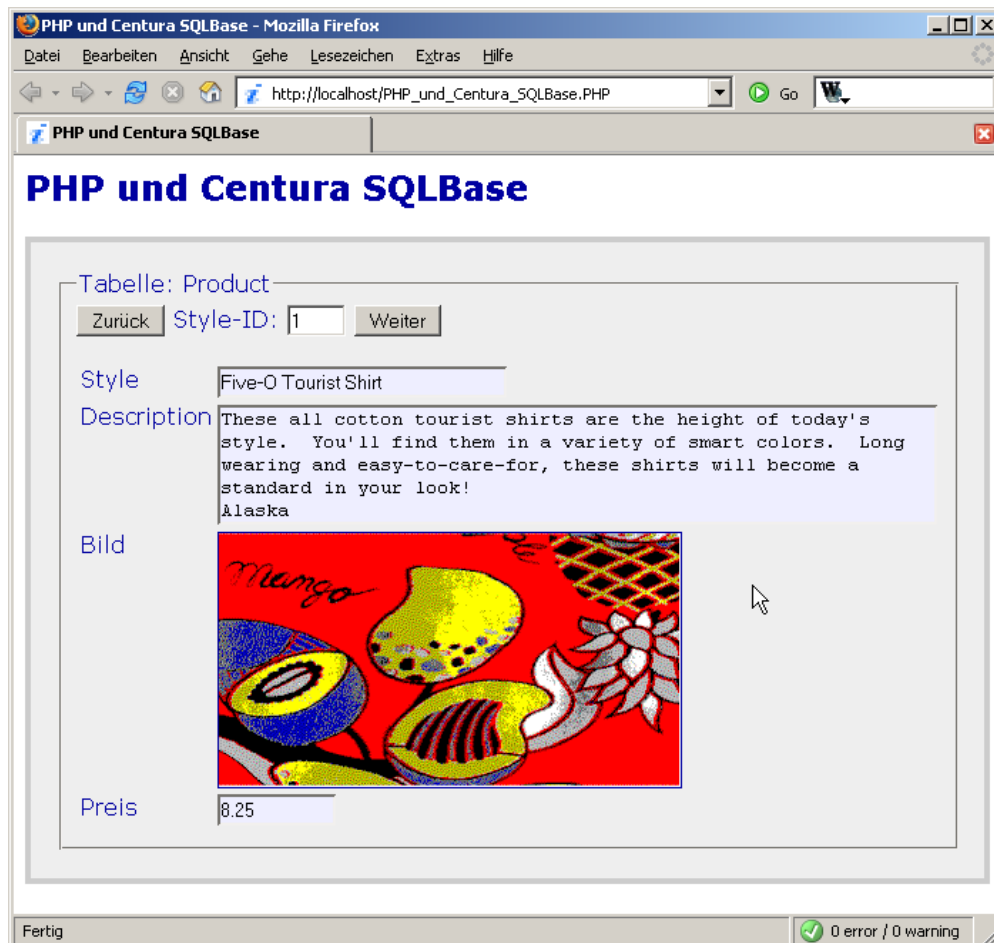 PHP und Centura SQLBase - Mozilla Firefox
Datei Bearbeiten Ansicht Gehe Lesezeichen Extras Hilfe
http://localhost/PHP_und_Centura_SQLBase.PHP Go W
PHP und Centura SQLBase
PHP und Centura SQLBase
Tabelle: Product
Zurück Style-ID: 1 Weiter
Style Five-O Tourist Shirt
Description These all cotton tourist shirts are the height of today's
style.  You'll find them in a variety of smart colors.  Long
wearing and easy-to-care-for, these shirts will become a
standard in your look!
Alaska
Bild
Mango
Preis 8.25
Fertig 0 error / 0 warning